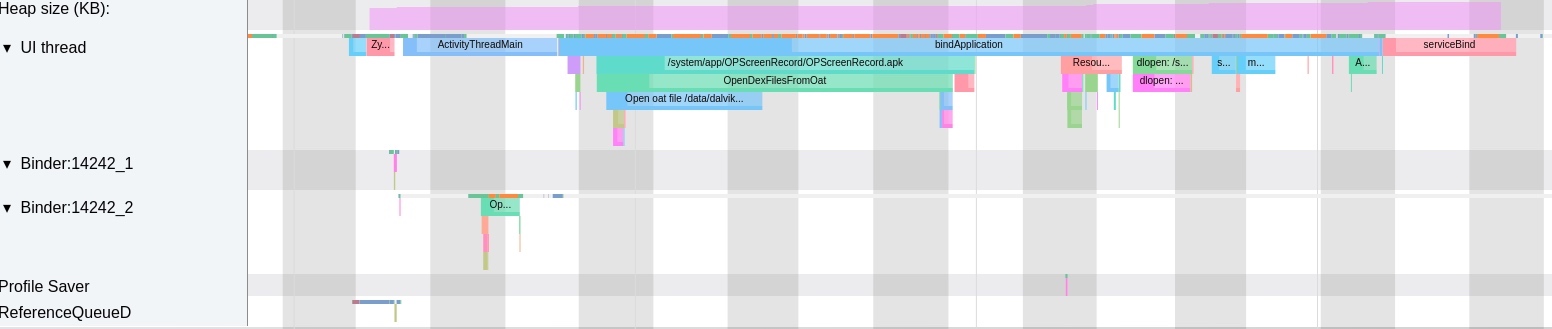 Heap size (KB):
▼ UI thread
Zy...
ActivityThreadMain
bindApplication
serviceBind
/system/app/OPScreenRecord/OPScreenRecord.apk
Resou...
dlopen: /s...
s...
m...
A...
OpenDexFilesFromOat
dlopen: ...
Open oat file /data/dalvik...
▼ Binder:14242_1
▼ Binder:14242_2
Op...
Profile Saver
ReferenceQueueD